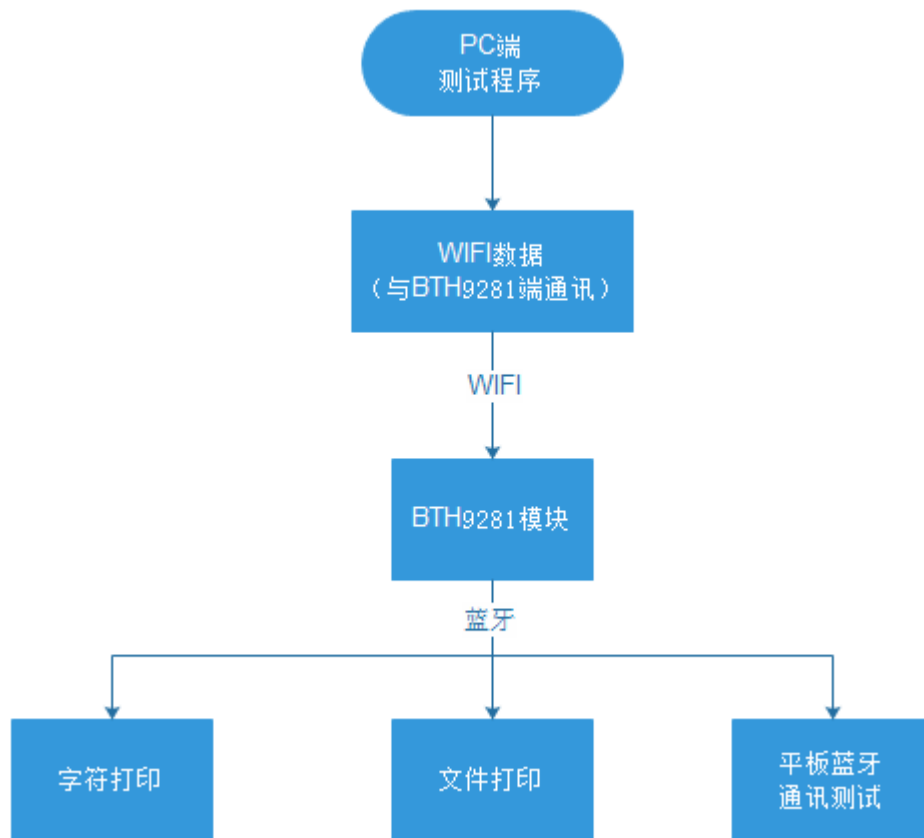 PC端
测试程序
WIFI数据
（与BTH9281端通讯）
WIFI
BTH9281模块
蓝牙
字符打印
文件打印
平板蓝牙
通讯测试